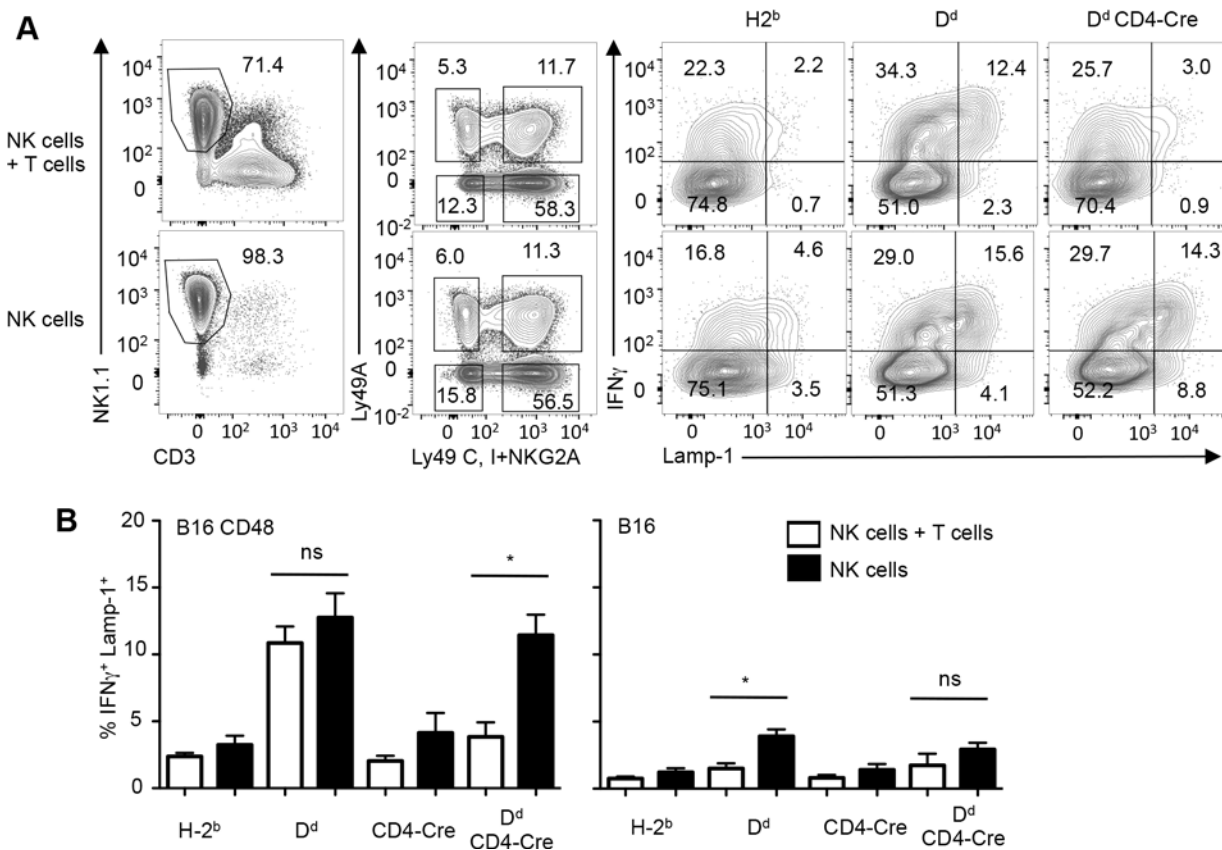 A
H2ᵇ
Dᵈ
Dᵈ CD4-Cre
NK cells
+ T cells
NK cells
NK1.1
CD3
10⁴
10³
10²
0
71.4
10⁴
10³
10²
0
98.3
0 10² 10³ 10⁴
Ly49A
Ly49 C, I+NKG2A
10⁴
10³
10²
0
10⁻²
5.3 11.7
12.3 58.3
10⁴
10³
10²
0
10⁻²
6.0 11.3
15.8 56.5
0 10² 10³ 10⁴
IFNγ
Lamp-1
10⁴
10³
10²
0
22.3 2.2
74.8 0.7
34.3 12.4
51.0 2.3
25.7 3.0
70.4 0.9
10⁴
10³
10²
0
16.8 4.6
75.1 3.5
29.0 15.6
51.3 4.1
29.7 14.3
52.2 8.8
0 10² 10³ 10⁴
0 10² 10³ 10⁴
0 10² 10³ 10⁴
B
% IFNγ⁺ Lamp-1⁺
20
15
10
5
0
B16 CD48
ns
*
H-2ᵇ
Dᵈ
CD4-Cre
Dᵈ
CD4-Cre
B16
*
ns
NK cells + T cells
NK cells
H-2ᵇ
Dᵈ
CD4-Cre
Dᵈ
CD4-Cre